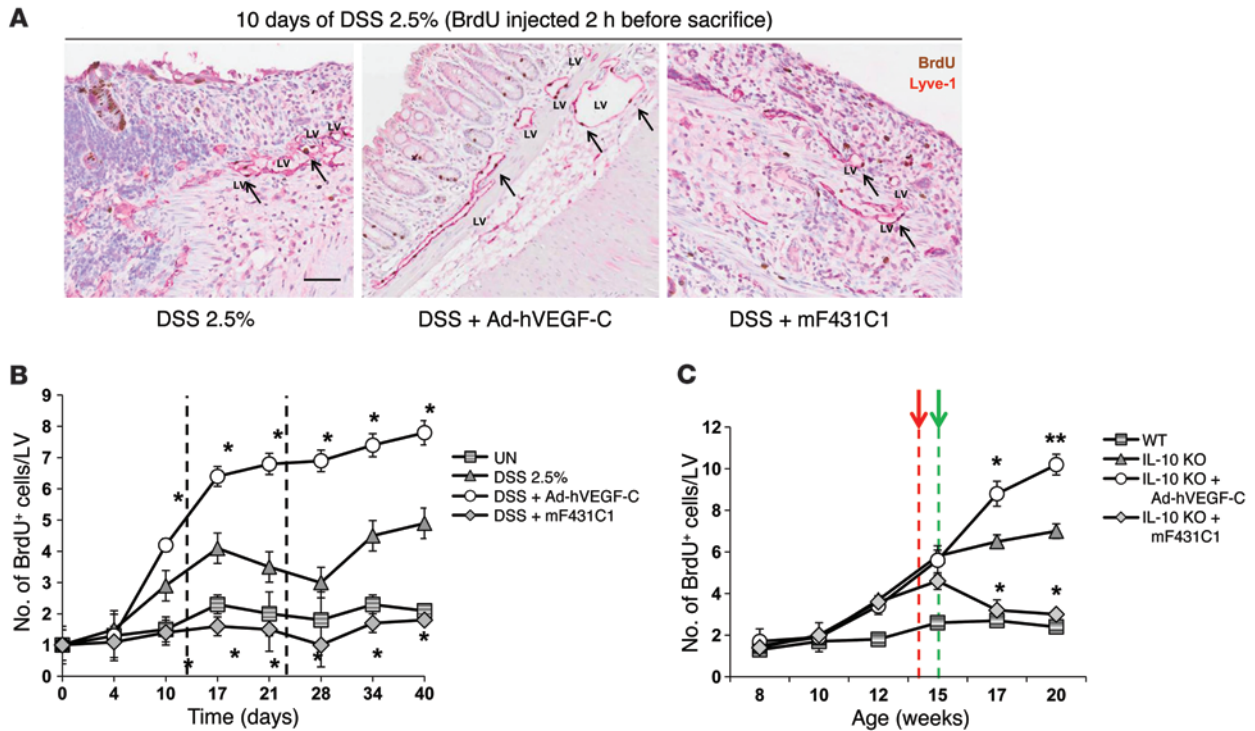 A
10 days of DSS 2.5% (BrdU injected 2 h before sacrifice)
BrdU
Lyve-1
LV LV
LV
LV
LV
LV LV
LV
LV
LV
LV
LV
DSS 2.5%
DSS + Ad-hVEGF-C
DSS + mF431C1
B
No. of BrdU+ cells/LV
9
8
7
6
5
4
3
2
1
0
* * * * * * *
* * * * * *
0 4 10 17 21 28 34 40
Time (days)
UN
DSS 2.5%
DSS + Ad-hVEGF-C
DSS + mF431C1
C
No. of BrdU+ cells/LV
12
10
8
6
4
2
0
* **
* *
8 10 12 15 17 20
Age (weeks)
WT
IL-10 KO
IL-10 KO +
Ad-hVEGF-C
IL-10 KO +
mF431C1